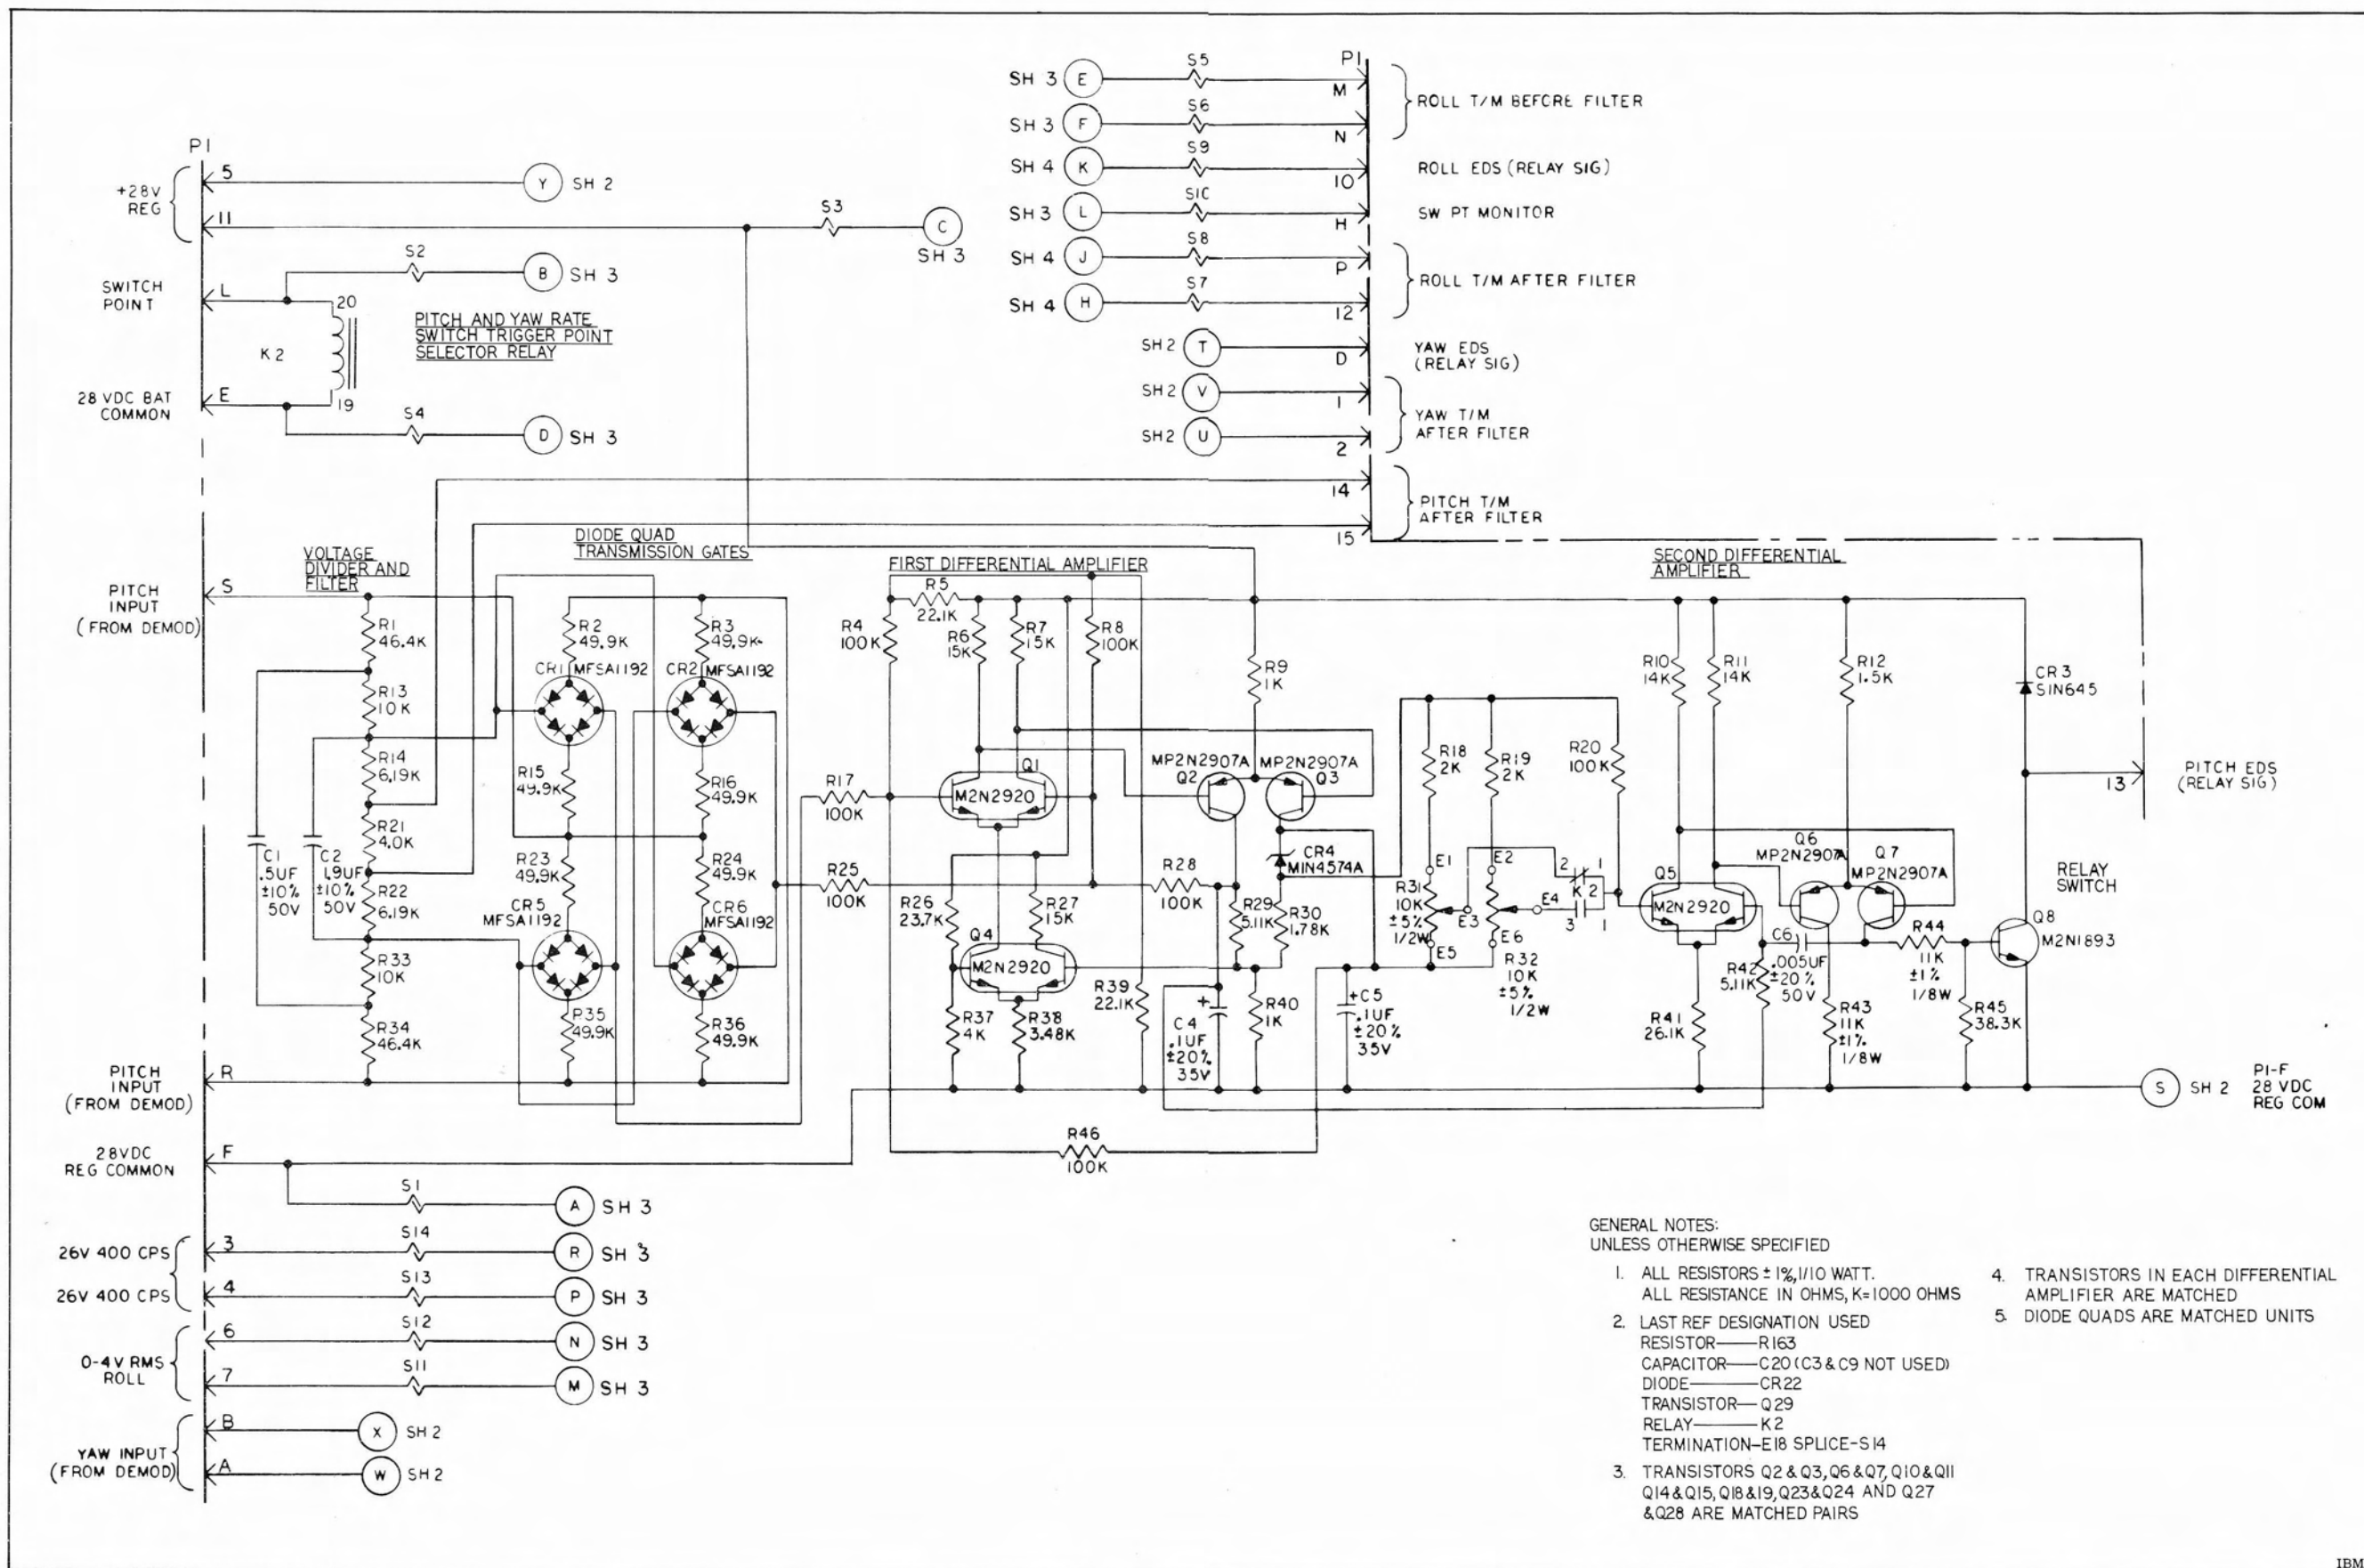 P1
+28V
REG
5
Y
SH 2
11
S3
C
SH 3
S2
B
SH 3
SWITCH
POINT
L
20
K2
PITCH AND YAW RATE
SWITCH TRIGGER POINT
SELECTOR RELAY
28 VDC BAT
COMMON
E
19
S4
D
SH 3
SH 3
E
S5
P1
M
ROLL T/M BEFORE FILTER
SH 3
F
S6
N
SH 4
K
S9
10
ROLL EDS (RELAY SIG)
SH 3
L
S10
H
SW PT MONITOR
SH 4
J
S8
P
ROLL T/M AFTER FILTER
SH 4
H
S7
12
SH2
T
D
YAW EDS
(RELAY SIG)
SH2
V
1
YAW T/M
AFTER FILTER
SH2
U
2
14
PITCH T/M
AFTER FILTER
15
VOLTAGE
DIVIDER AND
FILTER
DIODE QUAD
TRANSMISSION GATES
FIRST DIFFERENTIAL AMPLIFIER
SECOND DIFFERENTIAL
AMPLIFIER
PITCH
INPUT
(FROM DEMOD)
S
R1
46.4K
R13
10K
R14
6.19K
R21
4.0K
R22
6.19K
R33
10K
R34
46.4K
C1
.5UF
±10%
50V
C2
1.9UF
±10%
50V
R2
49.9K
R3
49.9K
CR1 MFSA1192
CR2 MFSA1192
R15
49.9K
R16
49.9K
R23
49.9K
R24
49.9K
CR5
MFSA1192
CR6
MFSA1192
R35
49.9K
R36
49.9K
R4
100K
R5
22.1K
R6
15K
R7
15K
R8
100K
R9
1K
R17
100K
Q1
M2N2920
R25
100K
R28
100K
R26
23.7K
R27
15K
Q4
M2N2920
R37
4K
R38
3.48K
R39
22.1K
MP2N2907A
Q2
MP2N2907A
Q3
CR4
MIN4574A
R29
5.11K
R30
1.78K
C4
.1UF
±20%
35V
R40
1K
+C5
.1UF
±20%
35V
R46
100K
R18
2K
R19
2K
R20
100K
E1
E2
R31
10K
±5%
1/2W
E3
E4
E5
E6
R32
10K
±5%
1/2W
2
1
K2
3
1
R10
14K
R11
14K
R12
1.5K
Q5
M2N2920
Q6
MP2N2907A
Q7
MP2N2907A
R41
26.1K
R42
5.11K
C6
.005UF
±20%
50V
R43
11K
±1%
1/8W
R44
11K
±1%
1/8W
R45
38.3K
CR3
SIN645
13
PITCH EDS
(RELAY SIG)
RELAY
SWITCH
Q8
M2N1893
S
SH 2
P1-F
28 VDC
REG COM
PITCH
INPUT
(FROM DEMOD)
R
28VDC
REG COMMON
F
S1
A
SH 3
26V 400 CPS
3
S14
R
SH 3
26V 400 CPS
4
S13
P
SH 3
0-4V RMS
ROLL
6
S12
N
SH 3
7
S11
M
SH 3
YAW INPUT
(FROM DEMOD)
B
X
SH2
A
W
SH2
GENERAL NOTES:
UNLESS OTHERWISE SPECIFIED
1. ALL RESISTORS ± 1%, 1/10 WATT.
ALL RESISTANCE IN OHMS, K=1000 OHMS
2. LAST REF DESIGNATION USED
RESISTOR——R163
CAPACITOR——C20 (C3 & C9 NOT USED)
DIODE———CR22
TRANSISTOR—Q29
RELAY———K2
TERMINATION–E18 SPLICE-S14
3. TRANSISTORS Q2 & Q3, Q6 & Q7, Q10 & Q11
Q14 & Q15, Q18 & 19, Q23 & Q24 AND Q27
& Q28 ARE MATCHED PAIRS
4. TRANSISTORS IN EACH DIFFERENTIAL
AMPLIFIER ARE MATCHED
5. DIODE QUADS ARE MATCHED UNITS
IBM